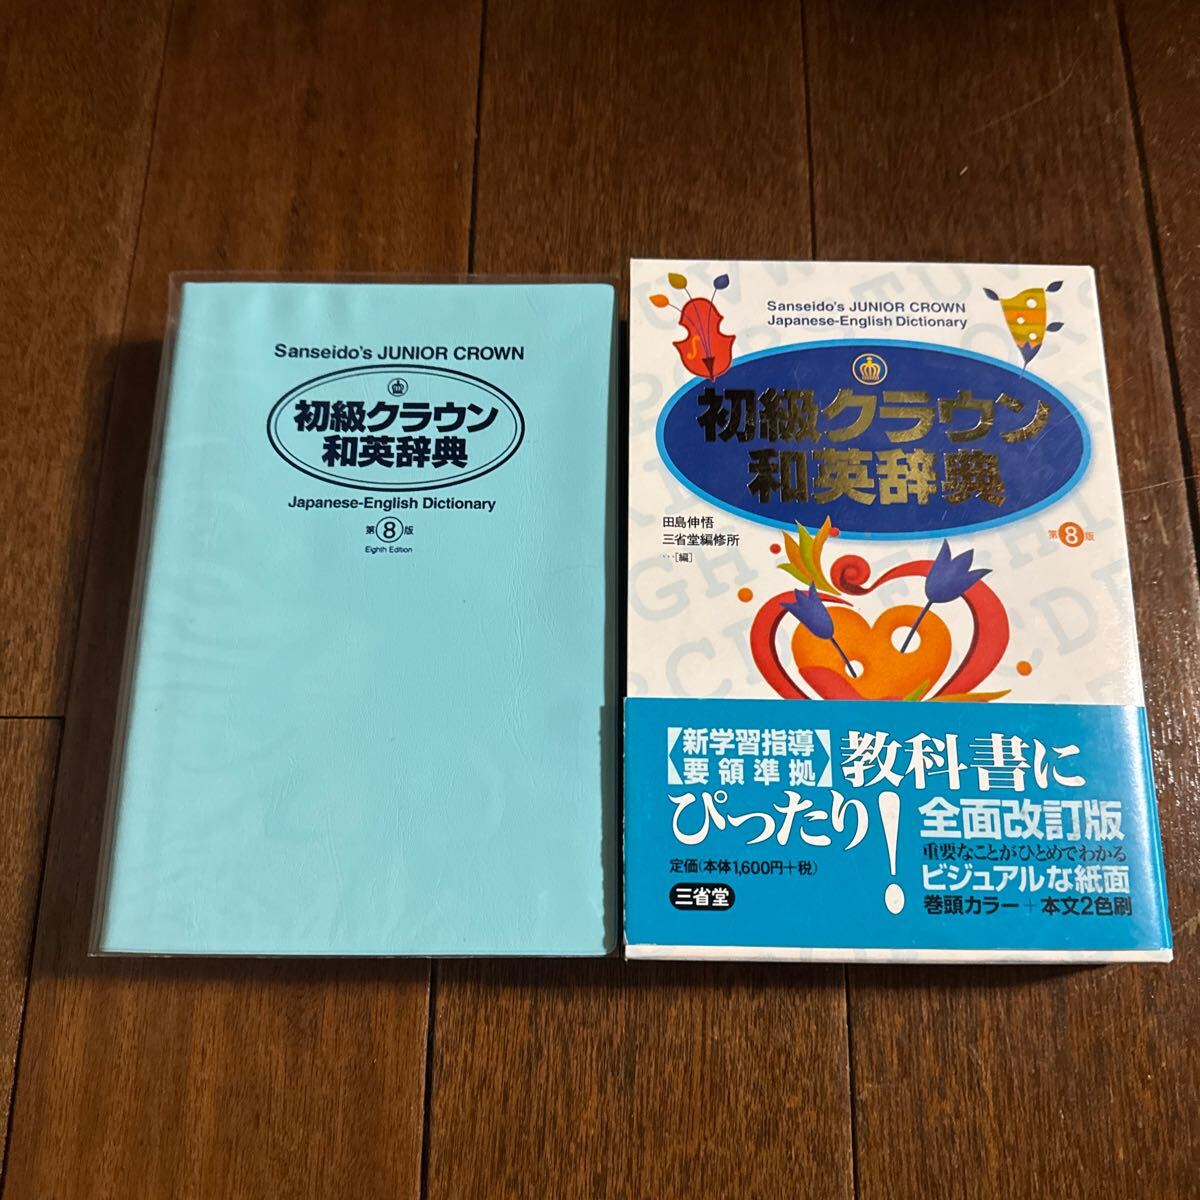 Sanseido's JUNIOR CROWN
初級クラウン
和英辞典
Japanese-English Dictionary
第8版
Eighth Edition
Sanseido's JUNIOR CROWN
Japanese-English Dictionary
初級クラウン
和英辞典
田島伸悟
三省堂編修所
…[編]
第8版
【新学習指導
要領準拠】
教科書に
ぴったり!
全面改訂版
重要なことがひとめでわかる
ビジュアルな紙面
巻頭カラー+本文2色刷
定価(本体1,600円+税)
三省堂